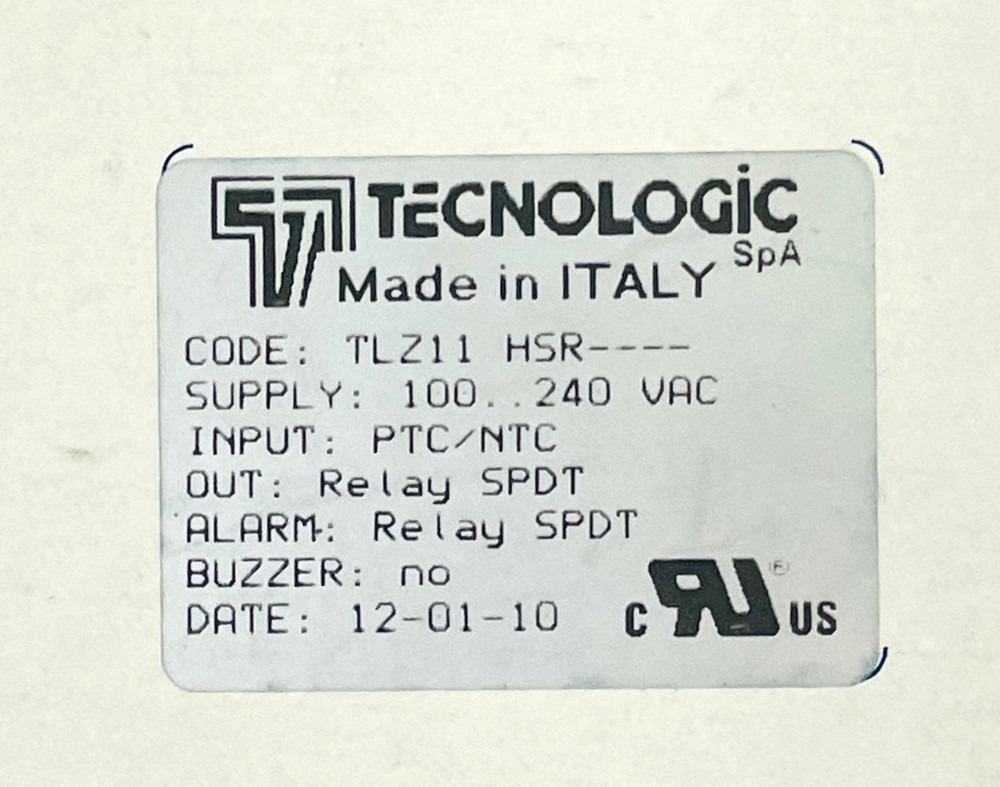 TECNOLOGIC
SpA
Made in ITALY
CODE: TLZ11 HSR----
SUPPLY: 100..240 VAC
INPUT: PTC/NTC
OUT: Relay SPDT
ALARM: Relay SPDT
BUZZER: no
DATE: 12-01-10
C RU ® US